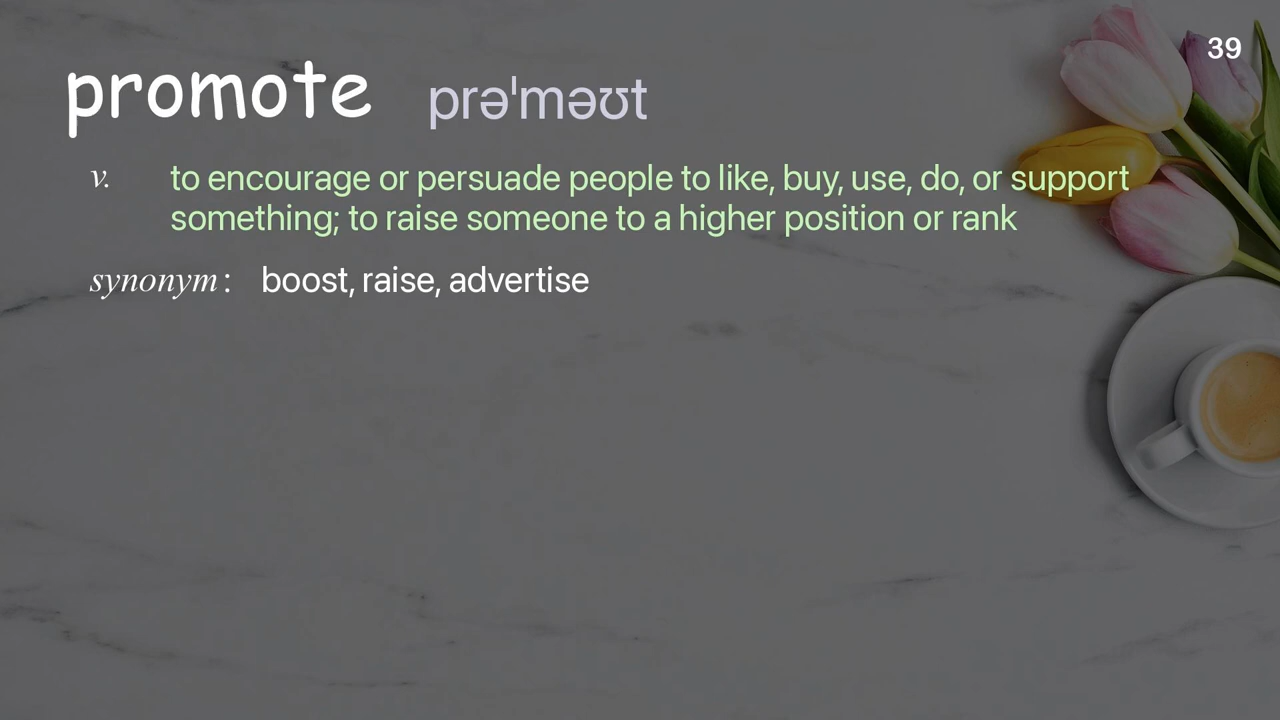 39
promote prəˈməʊt
v. to encourage or persuade people to like, buy, use, do, or support
something; to raise someone to a higher position or rank
synonym: boost, raise, advertise